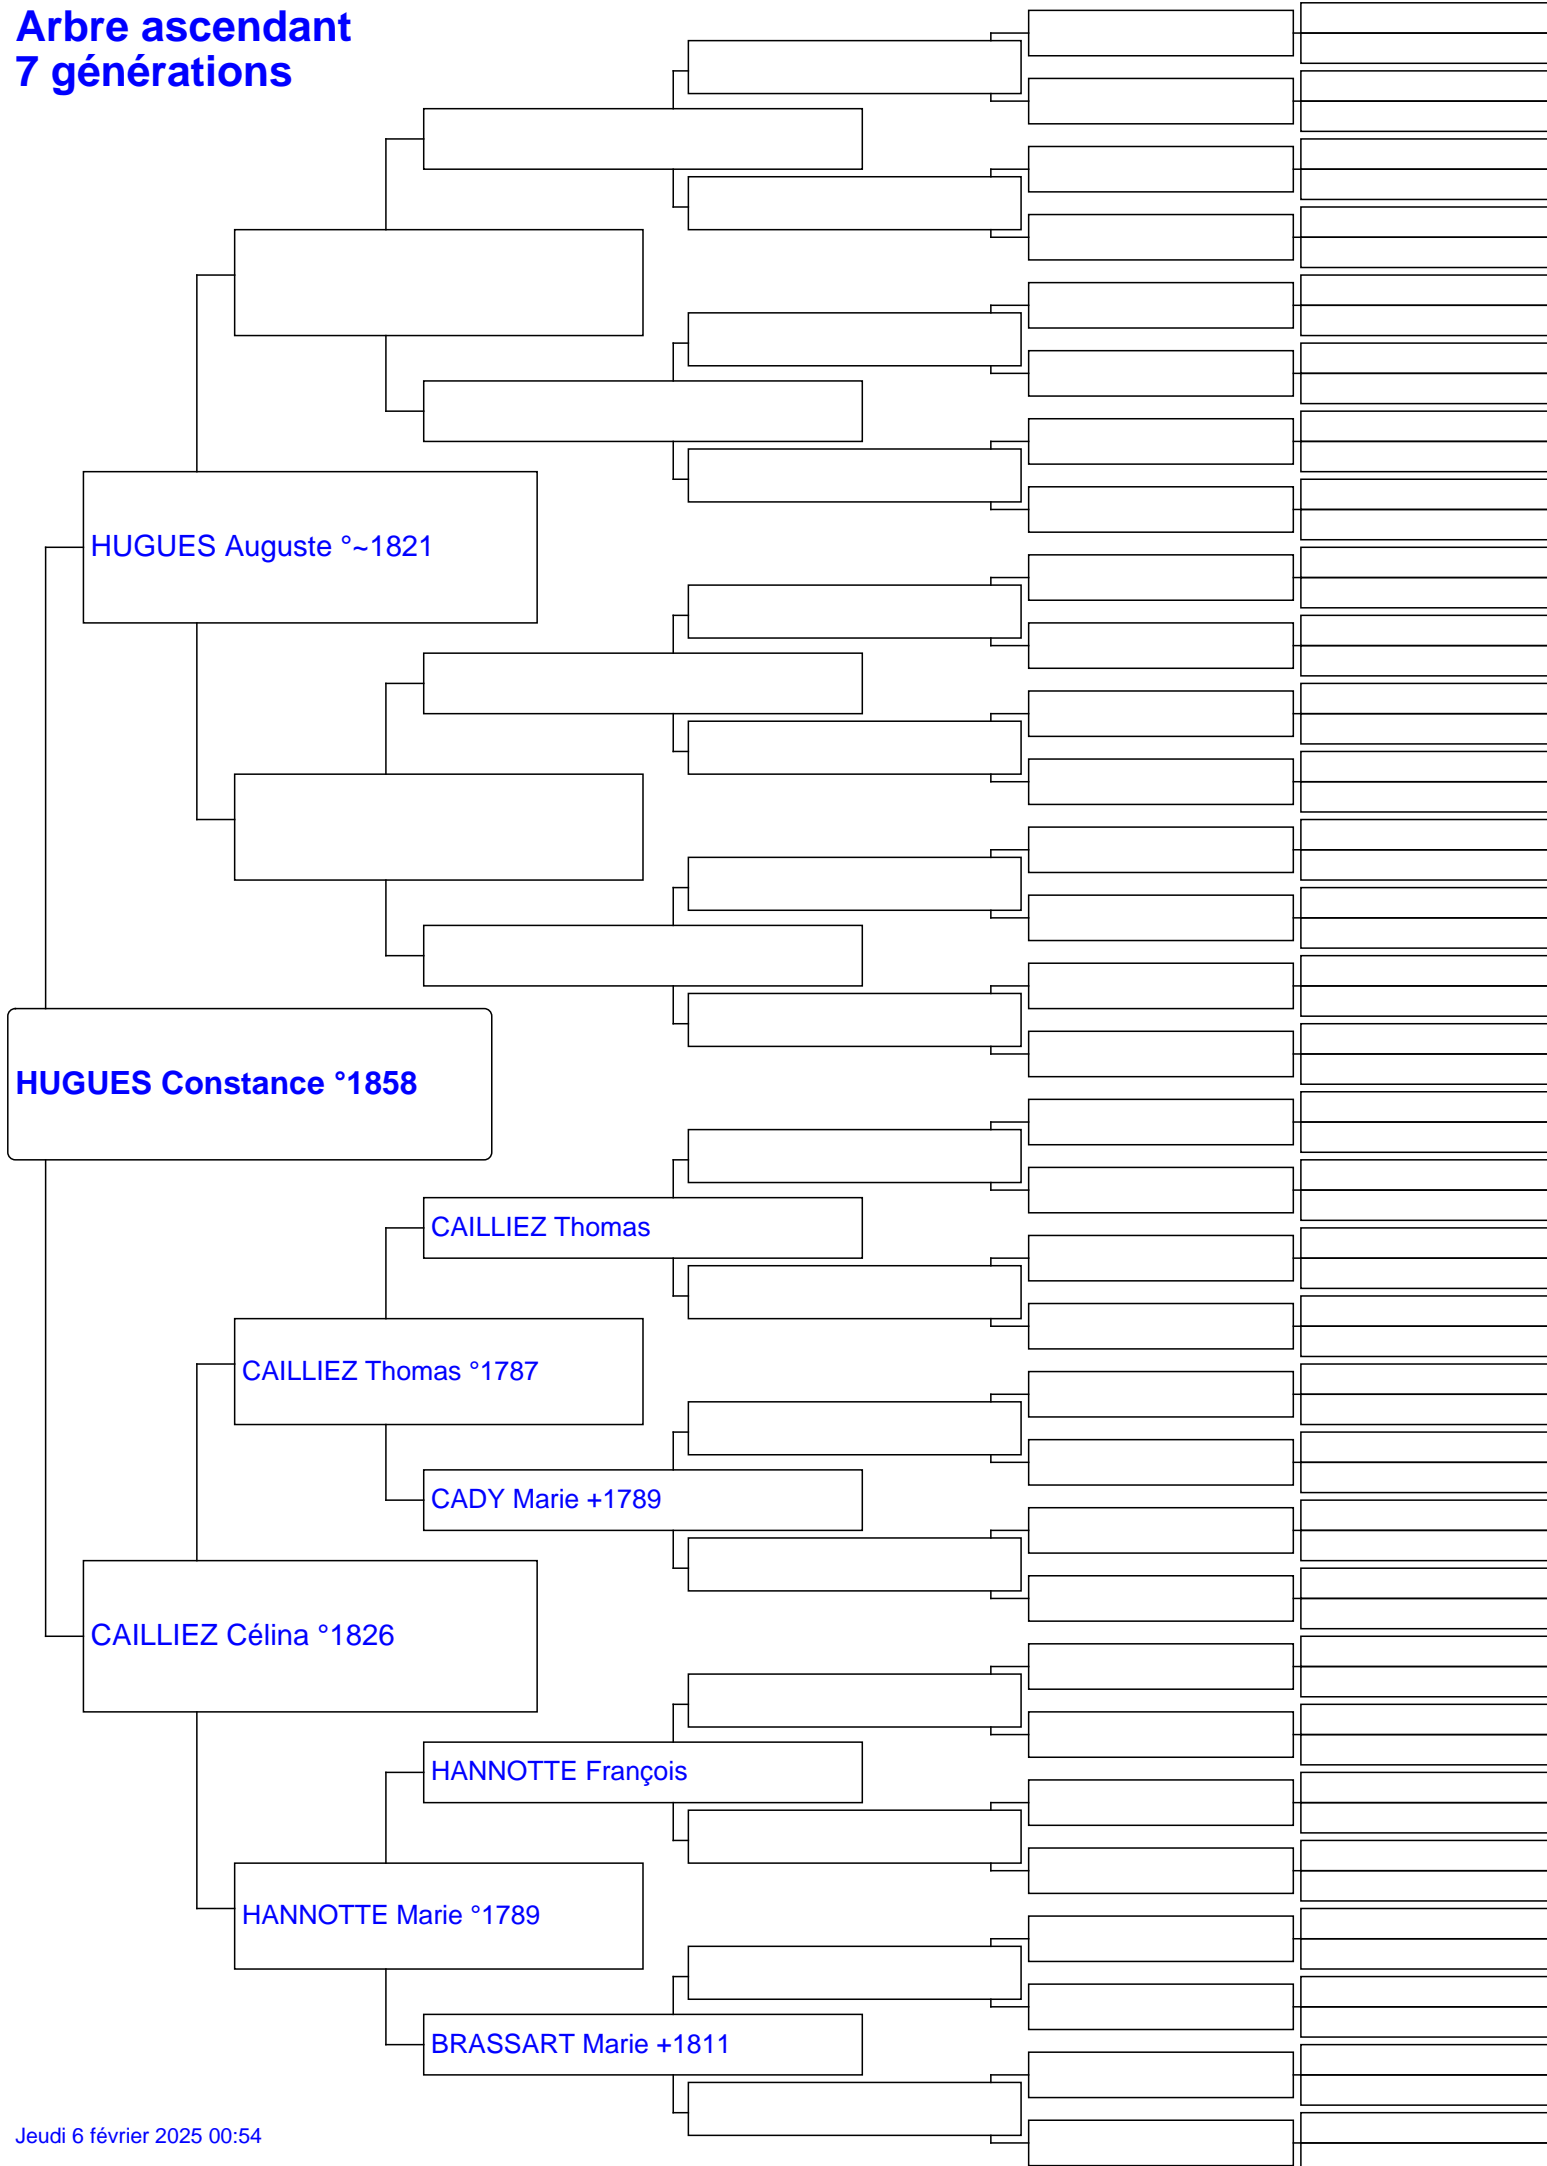 Arbre ascendant
7 générations
HUGUES Auguste °~1821
HUGUES Constance °1858
CAILLIEZ Thomas
CAILLIEZ Thomas °1787
CADY Marie +1789
CAILLIEZ Célina °1826
HANNOTTE François
HANNOTTE Marie °1789
BRASSART Marie +1811
Jeudi 6 février 2025 00:54